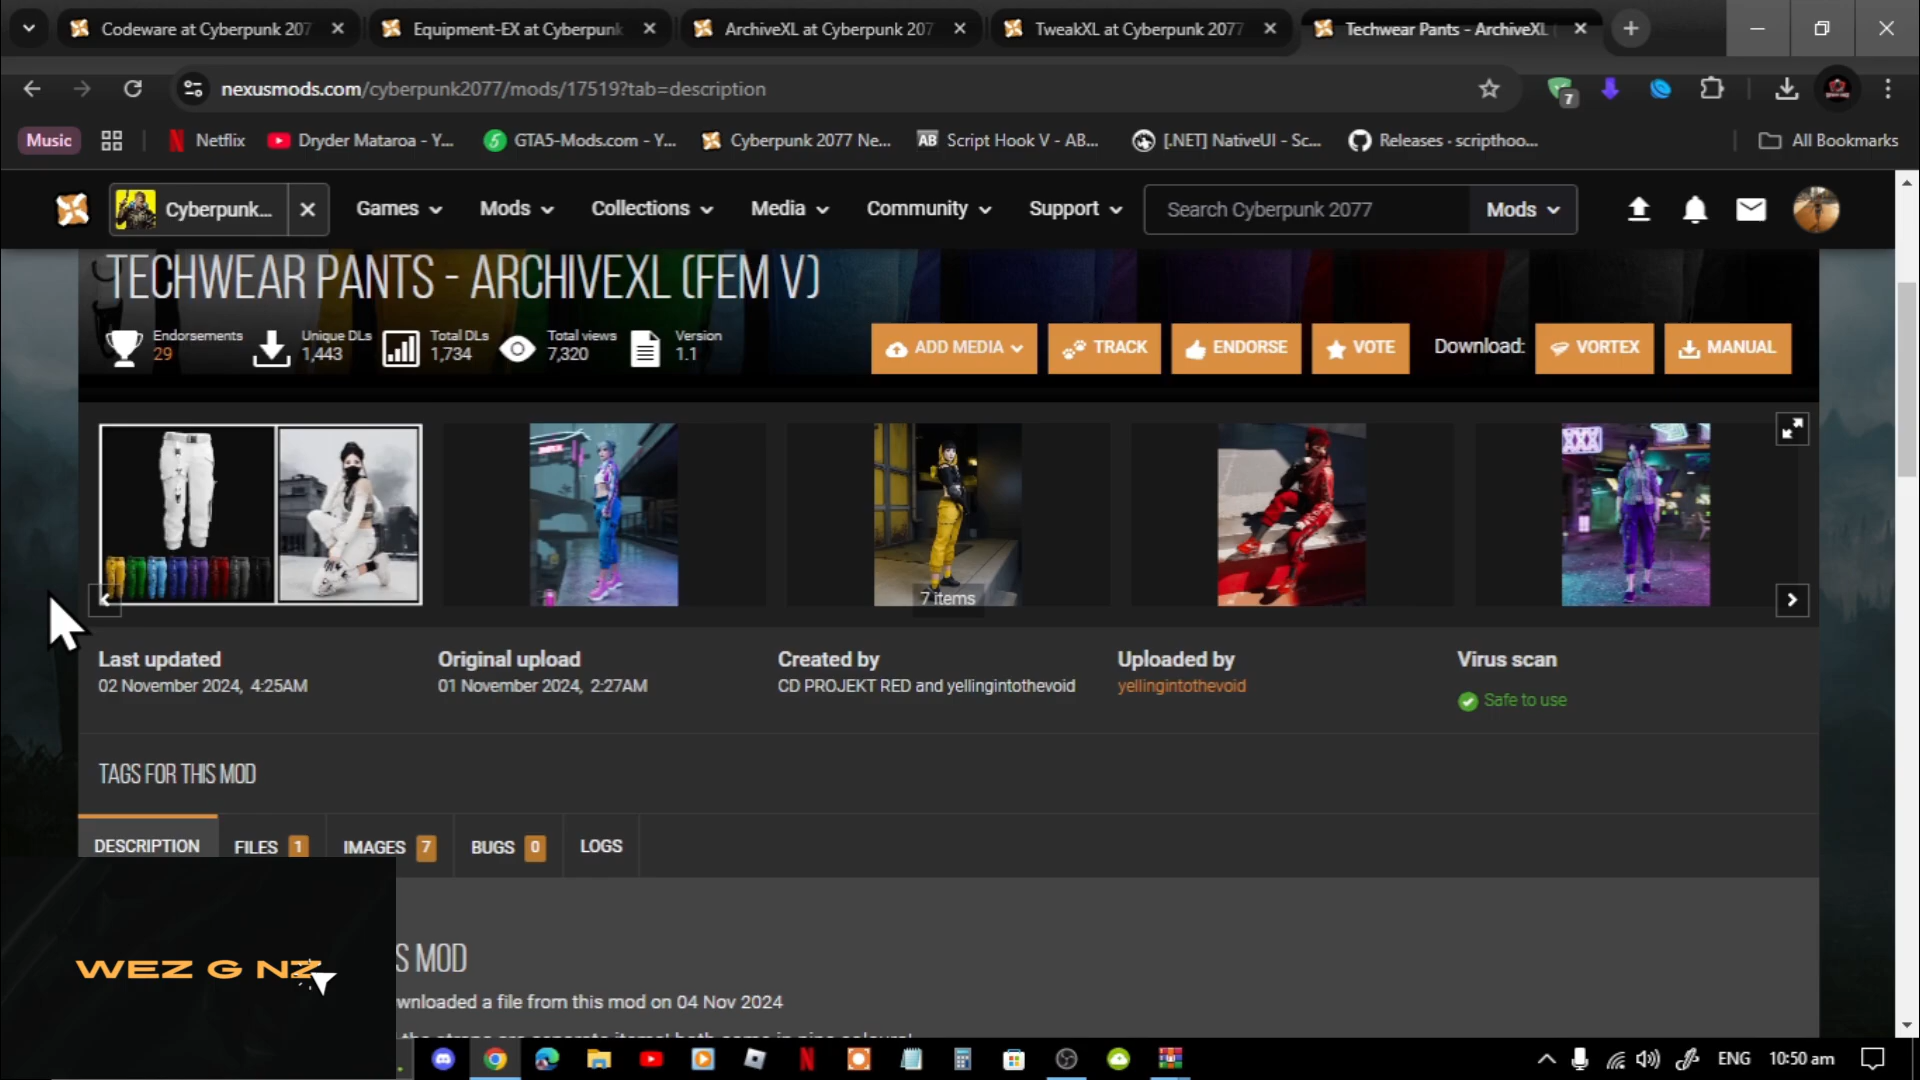 Codeware at Cyberpunk 207
Equipment-EX at Cyberpunk
ArchiveXL at Cyberpunk 207
TweakXL at Cyberpunk 2077
Techwear Pants - ArchiveXL
nexusmods.com/cyberpunk2077/mods/17519?tab=description
7
Music
Netflix
Dryder Mataroa - Y...
GTA5-Mods.com - Y...
Cyberpunk 2077 Ne...
AB Script Hook V - AB...
[.NET] NativeUI - Sc...
Releases · scripthoo...
All Bookmarks
Cyberpunk...
Games
Mods
Collections
Media
Community
Support
Search Cyberpunk 2077
Mods
TECHWEAR PANTS - ARCHIVEXL (FEM V)
Endorsements
29
Unique DLs
1,443
Total DLs
1,734
Total views
7,320
Version
1.1
ADD MEDIA
TRACK
ENDORSE
VOTE
Download:
VORTEX
MANUAL
XXX
7 items
Last updated
02 November 2024, 4:25AM
Original upload
01 November 2024, 2:27AM
Created by
CD PROJEKT RED and yellingintothevoid
Uploaded by
yellingintothevoid
Virus scan
Safe to use
TAGS FOR THIS MOD
DESCRIPTION
FILES 1
IMAGES 7
BUGS 0
LOGS
WEZ G NZ
S MOD
wnloaded a file from this mod on 04 Nov 2024
ENG
10:50 am